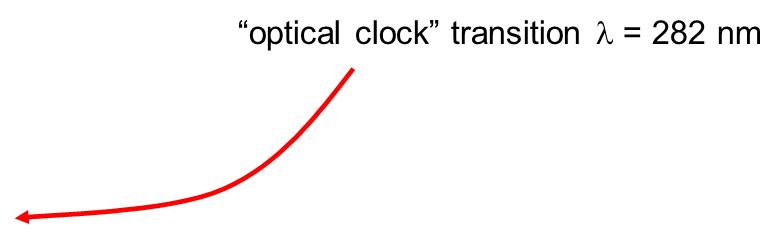 “optical clock” transition λ = 282 nm